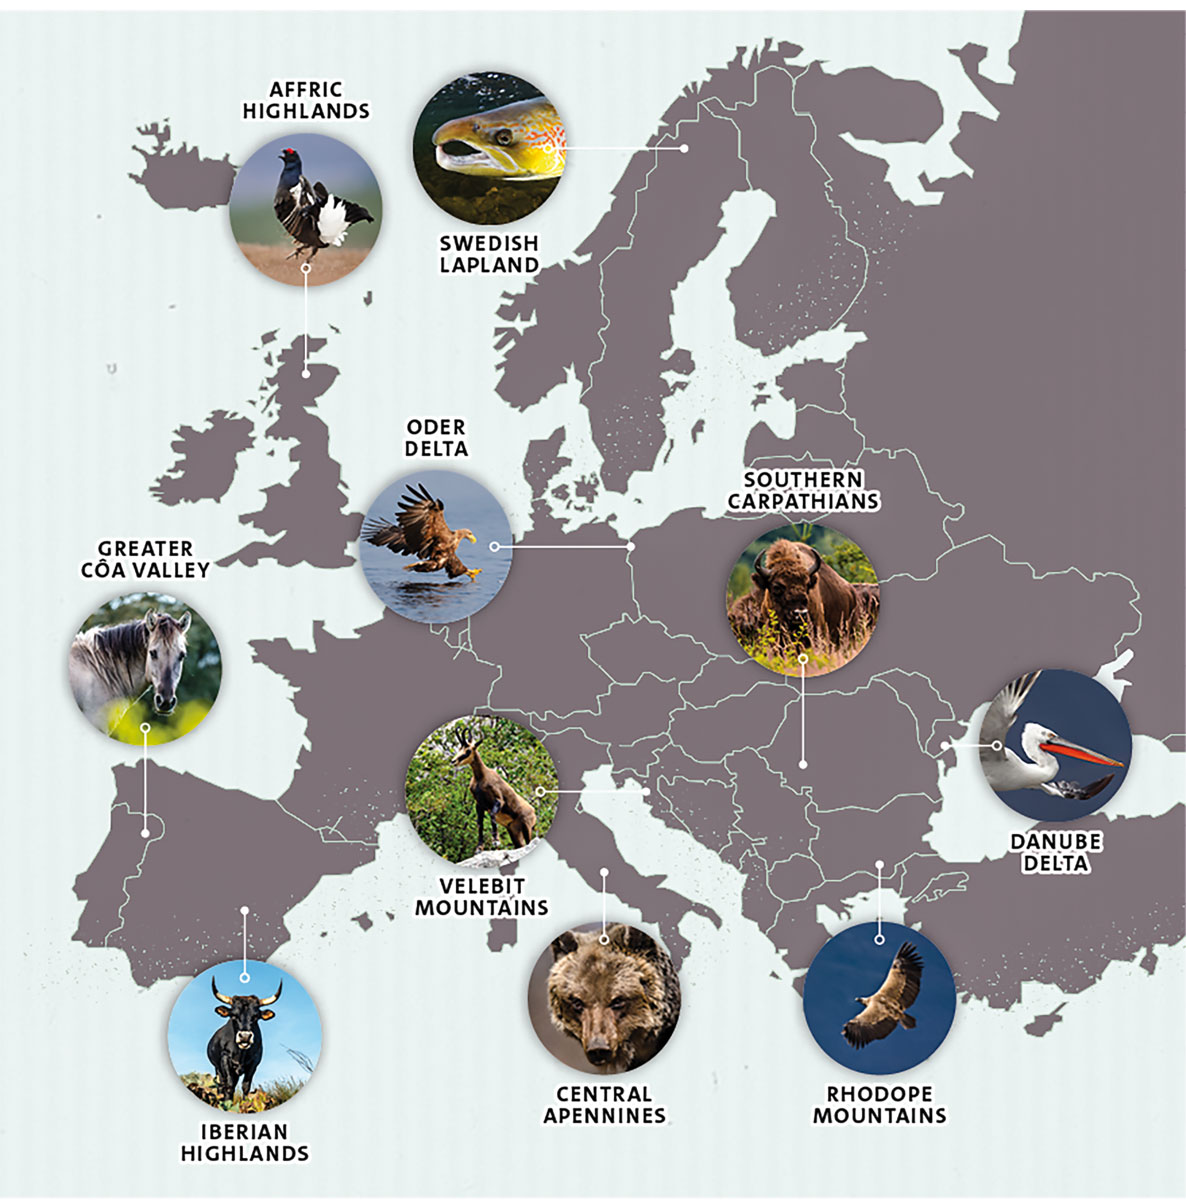 AFFRIC
HIGHLANDS
SWEDISH
LAPLAND
ODER
DELTA
SOUTHERN
CARPATHIANS
GREATER
CÔA VALLEY
DANUBE
DELTA
VELEBIT
MOUNTAINS
CENTRAL
APENNINES
RHODOPE
MOUNTAINS
IBERIAN
HIGHLANDS